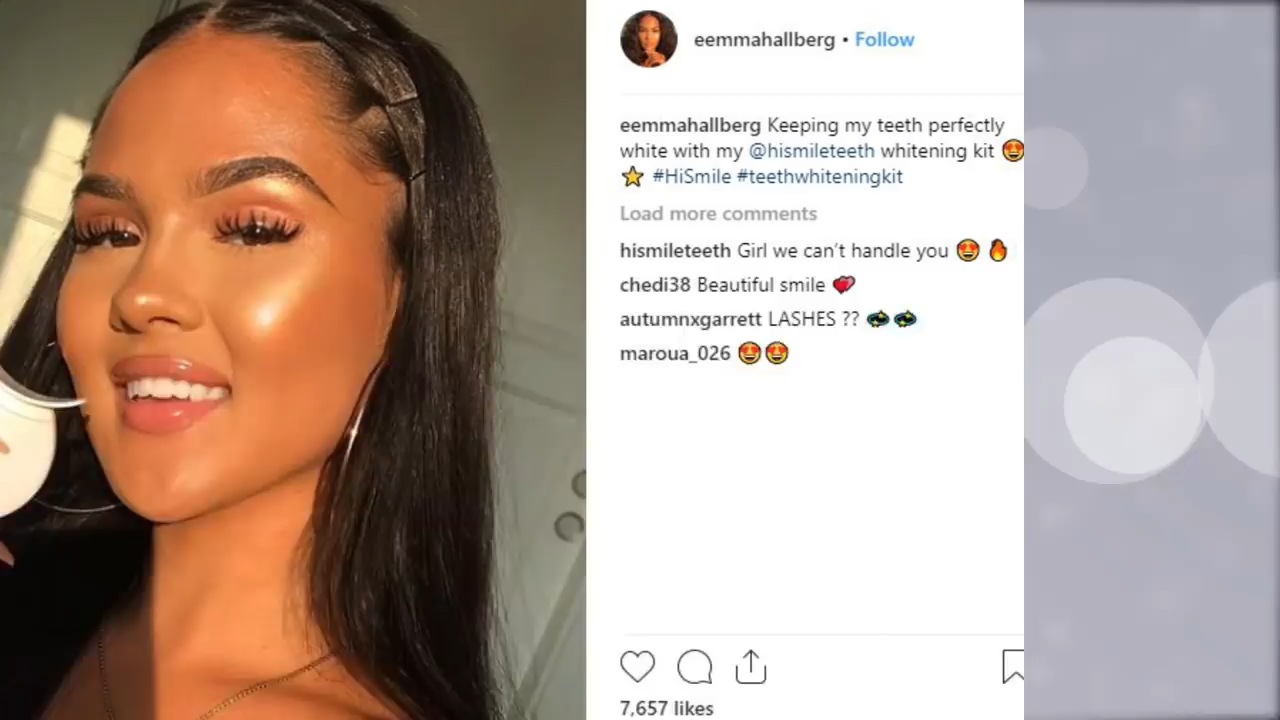 eemmahallberg • Follow
eemmahallberg Keeping my teeth perfectly
white with my @hismileteeth whitening kit 😍
⭐ #HiSmile #teethwhiteningkit
Load more comments
hismileteeth Girl we can't handle you 😍 🔥
chedi38 Beautiful smile 💕
autumnxgarrett LASHES ?? 💫💫
maroua_026 😍😍
7,657 likes